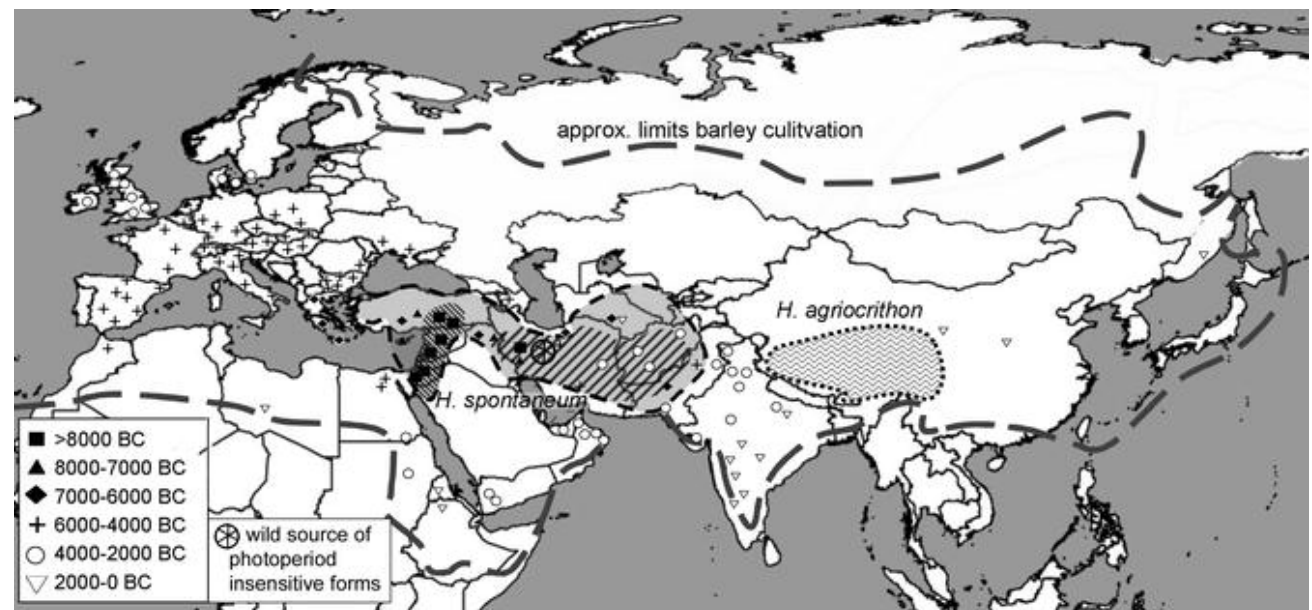 approx. limits barley culitvation
H. agriocrithon
H. spontaneum
>8000 BC
8000-7000 BC
7000-6000 BC
6000-4000 BC
4000-2000 BC
2000-0 BC
wild source of
photoperiod
insensitive forms